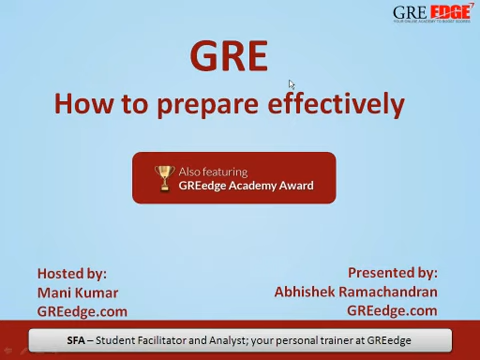 GRE EDGE
GRE
How to prepare effectively
Also featuring
GREedge Academy Award
Hosted by:
Mani Kumar
GREedge.com
Presented by:
Abhishek Ramachandran
GREedge.com
SFA – Student Facilitator and Analyst; your personal trainer at GREedge